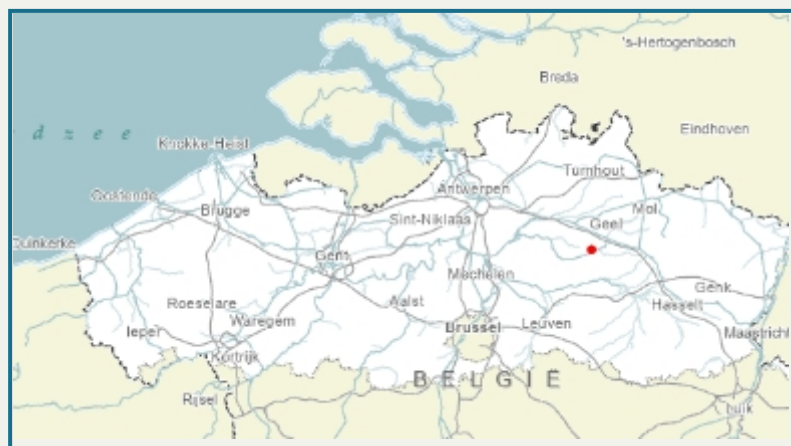 's-Hertogenbosch
Breda
d z e e
Eindhoven
Knokke-Heist
Turnhout
Oostende
Antwerpen
Mol
Brugge
Sint-Niklaas
Geel
Duinkerke
Gent
Mechelen
Genk
Roeselare
Aalst
Hasselt
Ieper
Waregem
Brussel
Leuven
Maastricht
Kortrijk
BELGIË
Rijsel
Luik